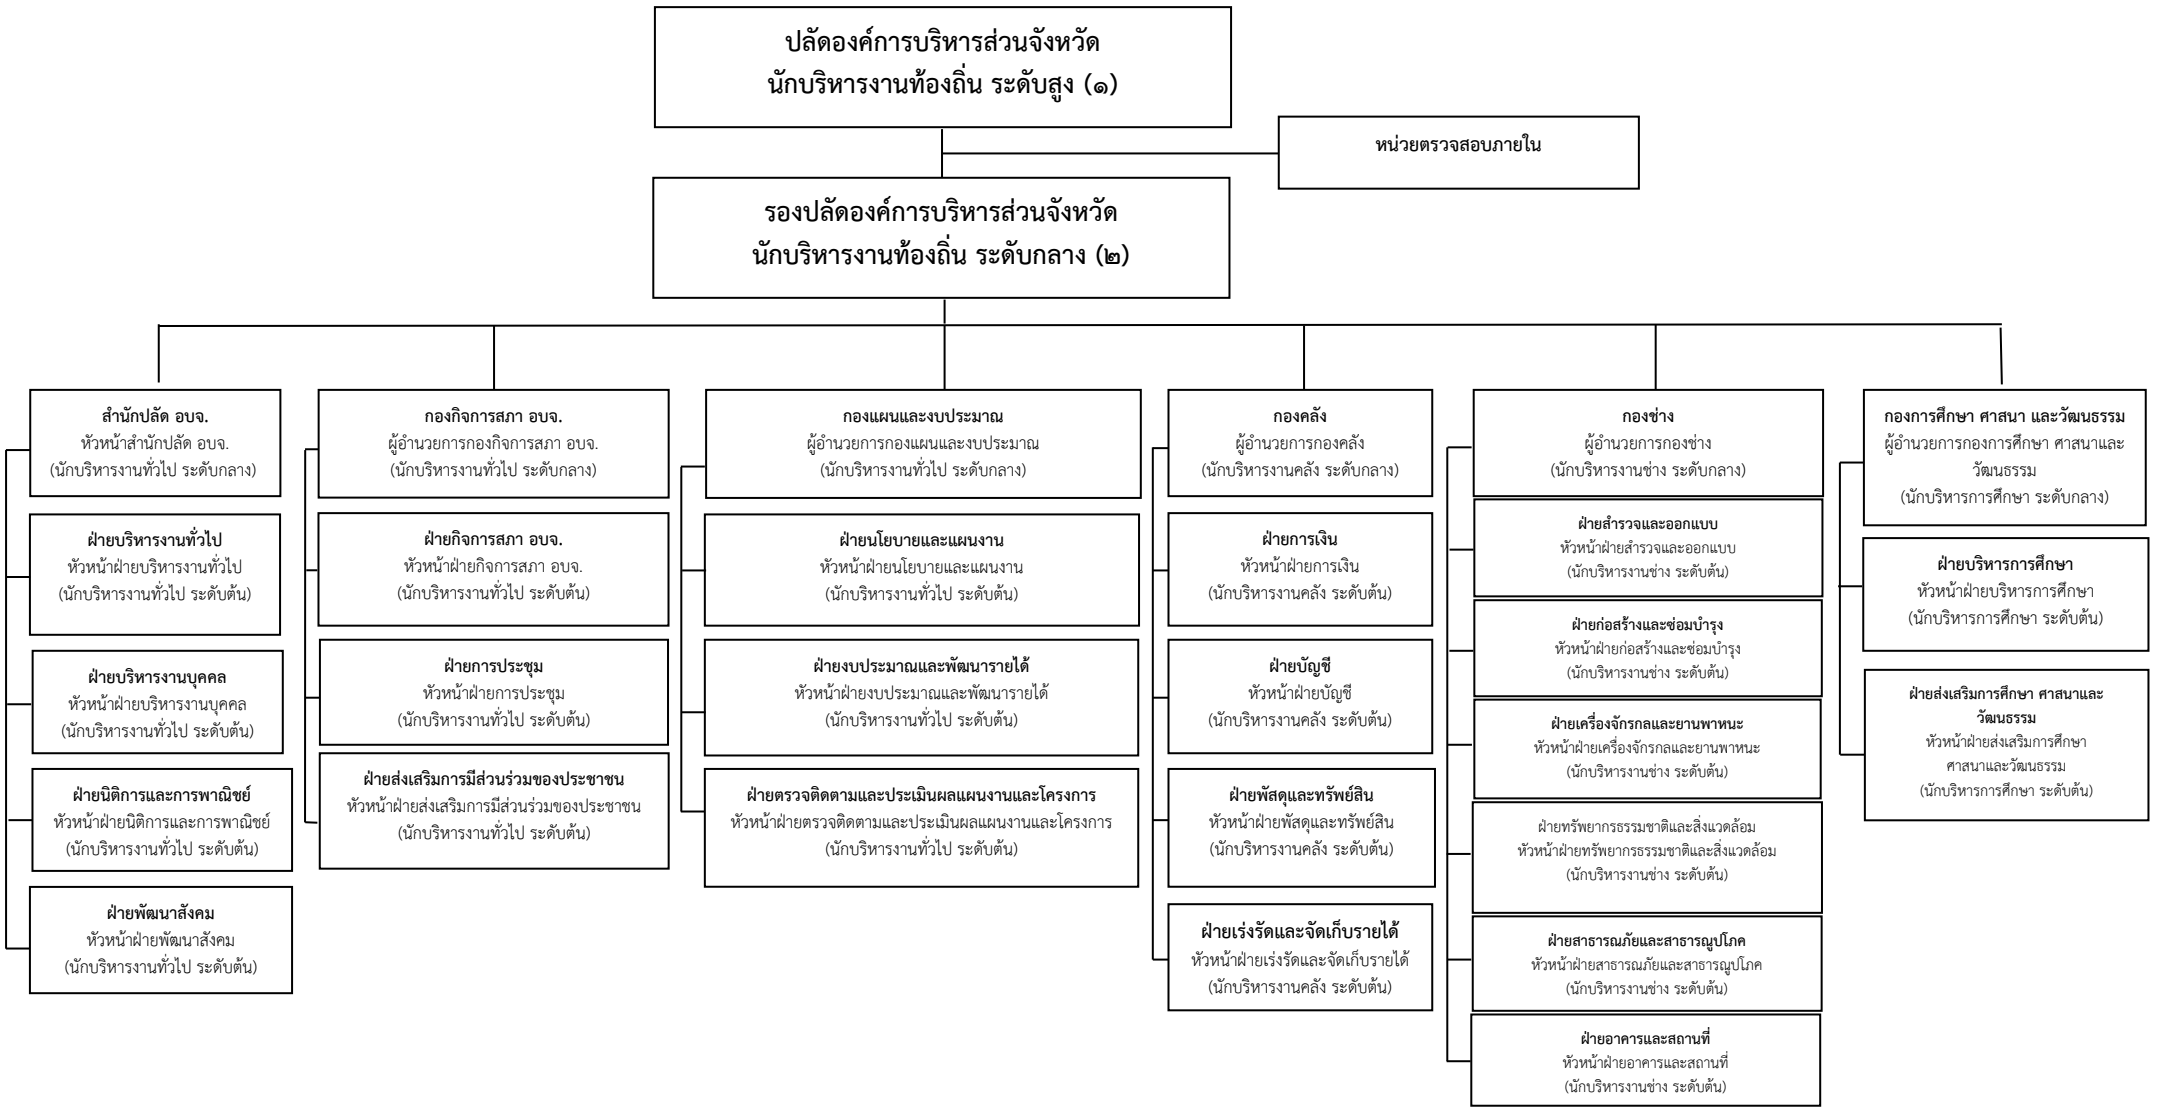 ปลัดองค์การบริหารส่วนจังหวัด
นักบริหารงานท้องถิ่น ระดับสูง (๑)
หน่วยตรวจสอบภายใน
รองปลัดองค์การบริหารส่วนจังหวัด
นักบริหารงานท้องถิ่น ระดับกลาง (๒)
สำนักปลัด อบจ.
หัวหน้าสำนักปลัด อบจ.
(นักบริหารงานทั่วไป ระดับกลาง)
ฝ่ายบริหารงานทั่วไป
หัวหน้าฝ่ายบริหารงานทั่วไป
(นักบริหารงานทั่วไป ระดับต้น)
ฝ่ายบริหารงานบุคคล
หัวหน้าฝ่ายบริหารงานบุคคล
(นักบริหารงานทั่วไป ระดับต้น)
ฝ่ายนิติการและการพาณิชย์
หัวหน้าฝ่ายนิติการและการพาณิชย์
(นักบริหารงานทั่วไป ระดับต้น)
ฝ่ายพัฒนาสังคม
หัวหน้าฝ่ายพัฒนาสังคม
(นักบริหารงานทั่วไป ระดับต้น)
กองกิจการสภา อบจ.
ผู้อำนวยการกองกิจการสภา อบจ.
(นักบริหารงานทั่วไป ระดับกลาง)
ฝ่ายกิจการสภา อบจ.
หัวหน้าฝ่ายกิจการสภา อบจ.
(นักบริหารงานทั่วไป ระดับต้น)
ฝ่ายการประชุม
หัวหน้าฝ่ายการประชุม
(นักบริหารงานทั่วไป ระดับต้น)
ฝ่ายส่งเสริมการมีส่วนร่วมของประชาชน
หัวหน้าฝ่ายส่งเสริมการมีส่วนร่วมของประชาชน
(นักบริหารงานทั่วไป ระดับต้น)
กองแผนและงบประมาณ
ผู้อำนวยการกองแผนและงบประมาณ
(นักบริหารงานทั่วไป ระดับกลาง)
ฝ่ายนโยบายและแผนงาน
หัวหน้าฝ่ายนโยบายและแผนงาน
(นักบริหารงานทั่วไป ระดับต้น)
ฝ่ายงบประมาณและพัฒนารายได้
หัวหน้าฝ่ายงบประมาณและพัฒนารายได้
(นักบริหารงานทั่วไป ระดับต้น)
ฝ่ายตรวจติดตามและประเมินผลแผนงานและโครงการ
หัวหน้าฝ่ายตรวจติดตามและประเมินผลแผนงานและโครงการ
(นักบริหารงานทั่วไป ระดับต้น)
กองคลัง
ผู้อำนวยการกองคลัง
(นักบริหารงานคลัง ระดับกลาง)
ฝ่ายการเงิน
หัวหน้าฝ่ายการเงิน
(นักบริหารงานคลัง ระดับต้น)
ฝ่ายบัญชี
หัวหน้าฝ่ายบัญชี
(นักบริหารงานคลัง ระดับต้น)
ฝ่ายพัสดุและทรัพย์สิน
หัวหน้าฝ่ายพัสดุและทรัพย์สิน
(นักบริหารงานคลัง ระดับต้น)
ฝ่ายเร่งรัดและจัดเก็บรายได้
หัวหน้าฝ่ายเร่งรัดและจัดเก็บรายได้
(นักบริหารงานคลัง ระดับต้น)
กองช่าง
ผู้อำนวยการกองช่าง
(นักบริหารงานช่าง ระดับกลาง)
ฝ่ายสำรวจและออกแบบ
หัวหน้าฝ่ายสำรวจและออกแบบ
(นักบริหารงานช่าง ระดับต้น)
ฝ่ายก่อสร้างและซ่อมบำรุง
หัวหน้าฝ่ายก่อสร้างและซ่อมบำรุง
(นักบริหารงานช่าง ระดับต้น)
ฝ่ายเครื่องจักรกลและยานพาหนะ
หัวหน้าฝ่ายเครื่องจักรกลและยานพาหนะ
(นักบริหารงานช่าง ระดับต้น)
ฝ่ายทรัพยากรธรรมชาติและสิ่งแวดล้อม
หัวหน้าฝ่ายทรัพยากรธรรมชาติและสิ่งแวดล้อม
(นักบริหารงานช่าง ระดับต้น)
ฝ่ายสาธารณภัยและสาธารณูปโภค
หัวหน้าฝ่ายสาธารณภัยและสาธารณูปโภค
(นักบริหารงานช่าง ระดับต้น)
ฝ่ายอาคารและสถานที่
หัวหน้าฝ่ายอาคารและสถานที่
(นักบริหารงานช่าง ระดับต้น)
กองการศึกษา ศาสนา และวัฒนธรรม
ผู้อำนวยการกองการศึกษา ศาสนาและ
วัฒนธรรม
(นักบริหารการศึกษา ระดับกลาง)
ฝ่ายบริหารการศึกษา
หัวหน้าฝ่ายบริหารการศึกษา
(นักบริหารการศึกษา ระดับต้น)
ฝ่ายส่งเสริมการศึกษา ศาสนาและ
วัฒนธรรม
หัวหน้าฝ่ายส่งเสริมการศึกษา
ศาสนาและวัฒนธรรม
(นักบริหารการศึกษา ระดับต้น)